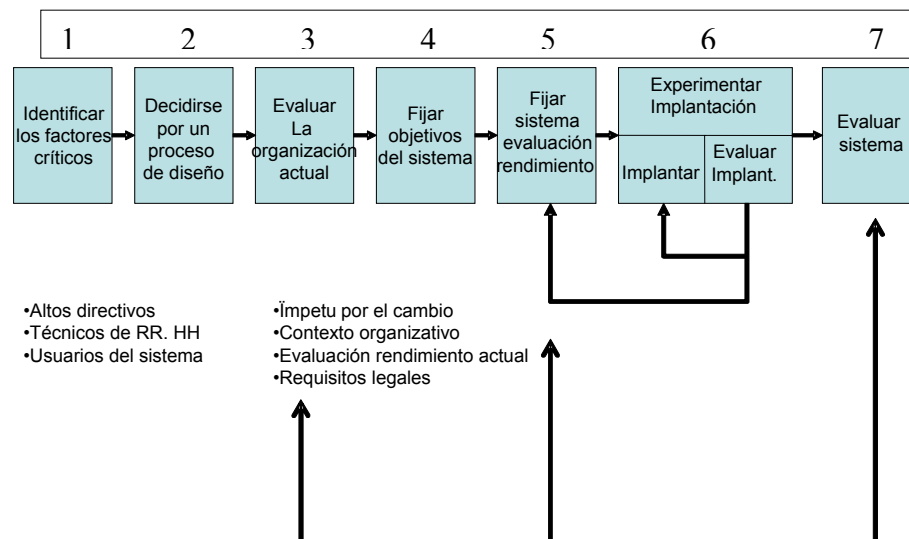 1 2 3 4 5 6 7
Identificar
los factores
críticos
Decidirse
por un
proceso
de diseño
Evaluar
La
organización
actual
Fijar
objetivos
del sistema
Fijar
sistema
evaluación
rendimiento
Experimentar
Implantación
Implantar
Evaluar
Implant.
Evaluar
sistema
•Altos directivos
•Técnicos de RR. HH
•Usuarios del sistema
•Ïmpetu por el cambio
•Contexto organizativo
•Evaluación rendimiento actual
•Requisitos legales